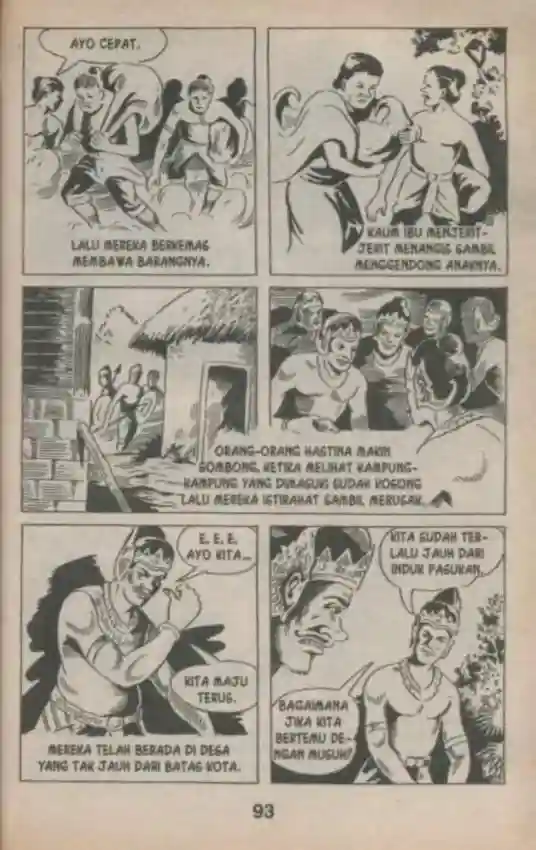 AYO CEPAT.
LALU MEREKA BERKEMAS
MEMBAWA BARANGNYA.
KAUM IBU MENJERIT-
JERIT MENANGIS SAMBIL
MENGGENDONG ANAKNYA.
ORANG-ORANG HASTINA MAKIN
SOMBONG, KETIKA MELIHAT KAMPUNG-
KAMPUNG YANG DIMASUKI SUDAH KOSONG
LALU MEREKA ISTIRAHAT SAMBIL MERUSAK.
E. E. E.
AYO KITA...
KITA MAJU
TERUS.
MEREKA TELAH BERADA DI DESA
YANG TAK JAUH DARI BATAS KOTA.
KITA SUDAH TER-
LALU JAUH DARI
INDUK PASUKAN.
BAGAIMANA
JIKA KITA
BERTEMU DE-
NGAN MUSUH?
93